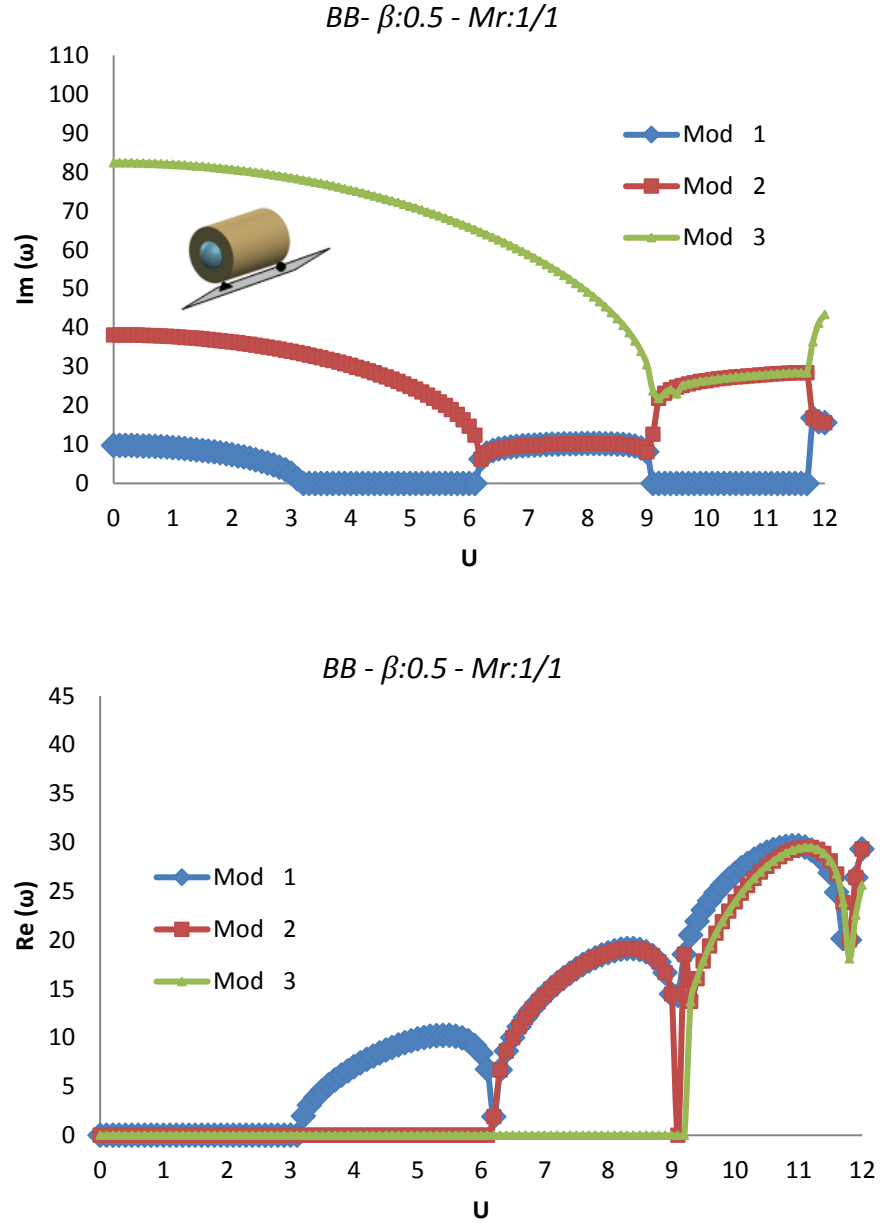 BB- β:0.5 - Mr:1/1
110
100
90
80
70
60
50
40
30
20
10
0
Im (ω)
Mod 1
Mod 2
Mod 3
0 1 2 3 4 5 6 7 8 9 10 11 12
U
BB - β:0.5 - Mr:1/1
45
40
35
30
25
20
15
10
5
0
Re (ω)
Mod 1
Mod 2
Mod 3
0 1 2 3 4 5 6 7 8 9 10 11 12
U